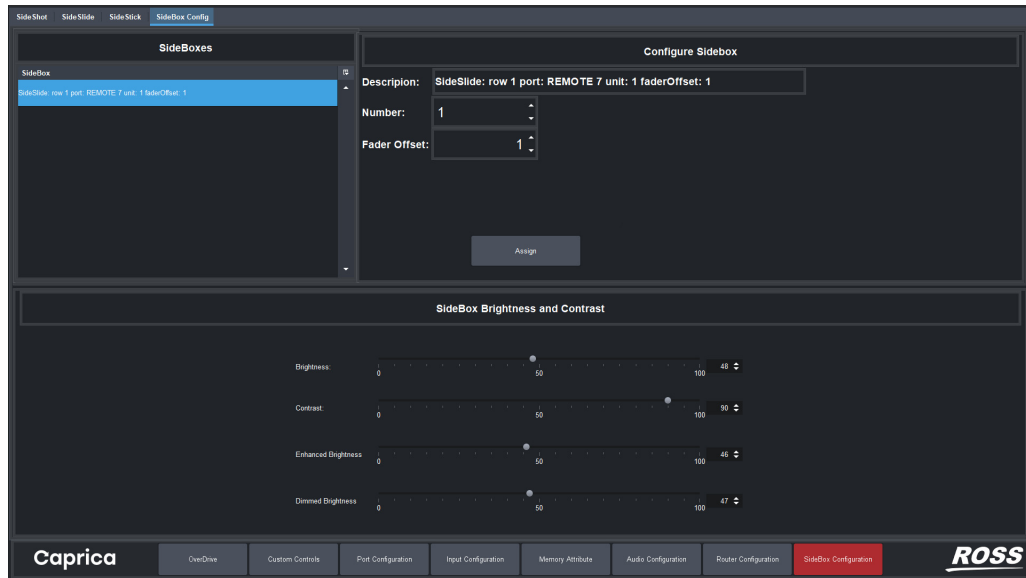 SideShot SideSlide SideStick SideBox Config
SideBoxes
SideBox
SideSlide: row 1 port: REMOTE 7 unit: 1 faderOffset: 1
Configure Sidebox
Descripion: SideSlide: row 1 port: REMOTE 7 unit: 1 faderOffset: 1
Number: 1
Fader Offset: 1
Assign
SideBox Brightness and Contrast
Brightness: 48
0 50 100
Contrast: 90
0 50 100
Enhanced Brightness 46
0 50 100
Dimmed Brightness 47
0 50 100
Caprica OverDrive Custom Controls Port Configuration Input Configuration Memory Attribute Audio Configuration Router Configuration SideBox Configuration ROSS